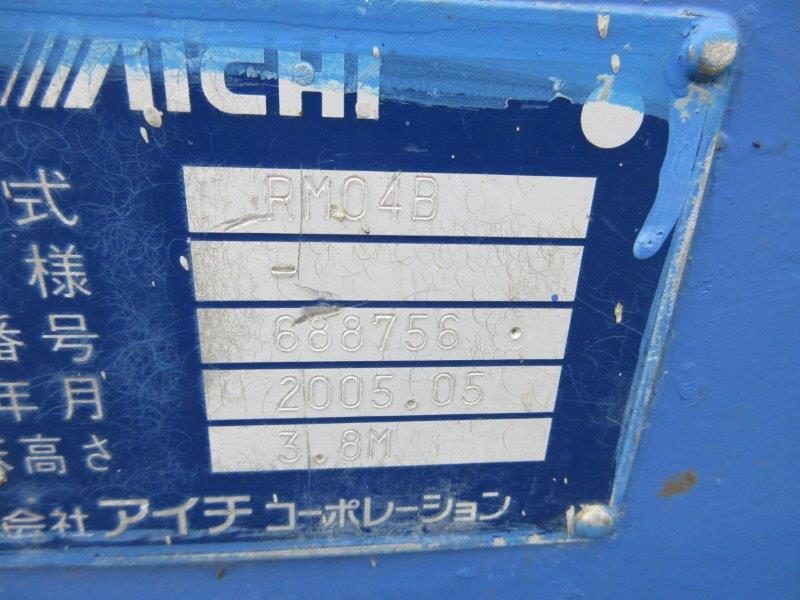 AICHI
式 RM04B
様 -
番号 688756
年月 2005.05
高さ 3.8M
会社 アイチ コーポレーション